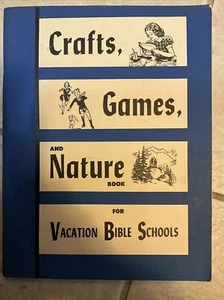 Crafts,
Games,
AND
Nature
BOOK
FOR
VACATION BIBLE SCHOOLS